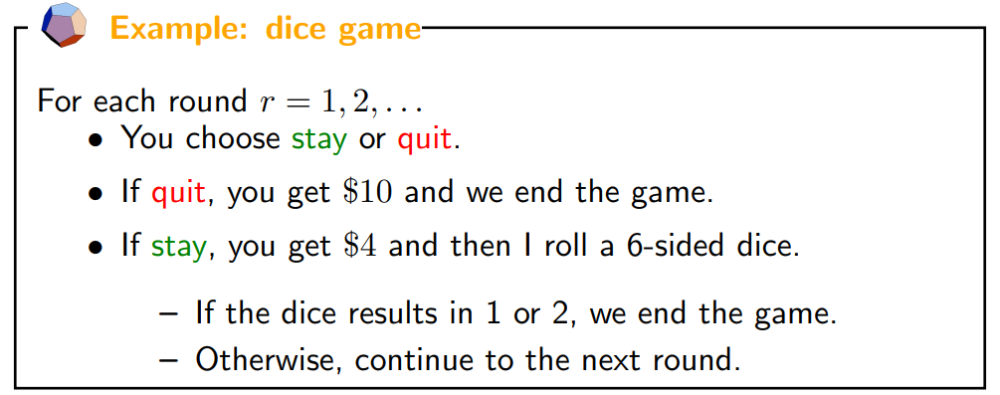 Example: dice game
For each round r = 1, 2, . . .
• You choose stay or quit.
• If quit, you get $10 and we end the game.
• If stay, you get $4 and then I roll a 6-sided dice.
– If the dice results in 1 or 2, we end the game.
– Otherwise, continue to the next round.